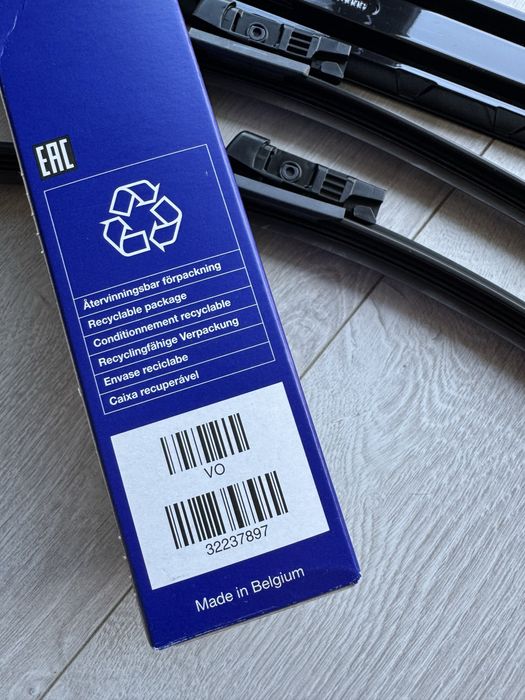 EAC
Återvinningsbar förpackning
Recyclable package
Conditionnement recyclable
Recyclingfähige Verpackung
Envase reciclabe
Caixa recuperável
VO
32237897
Made in Belgium